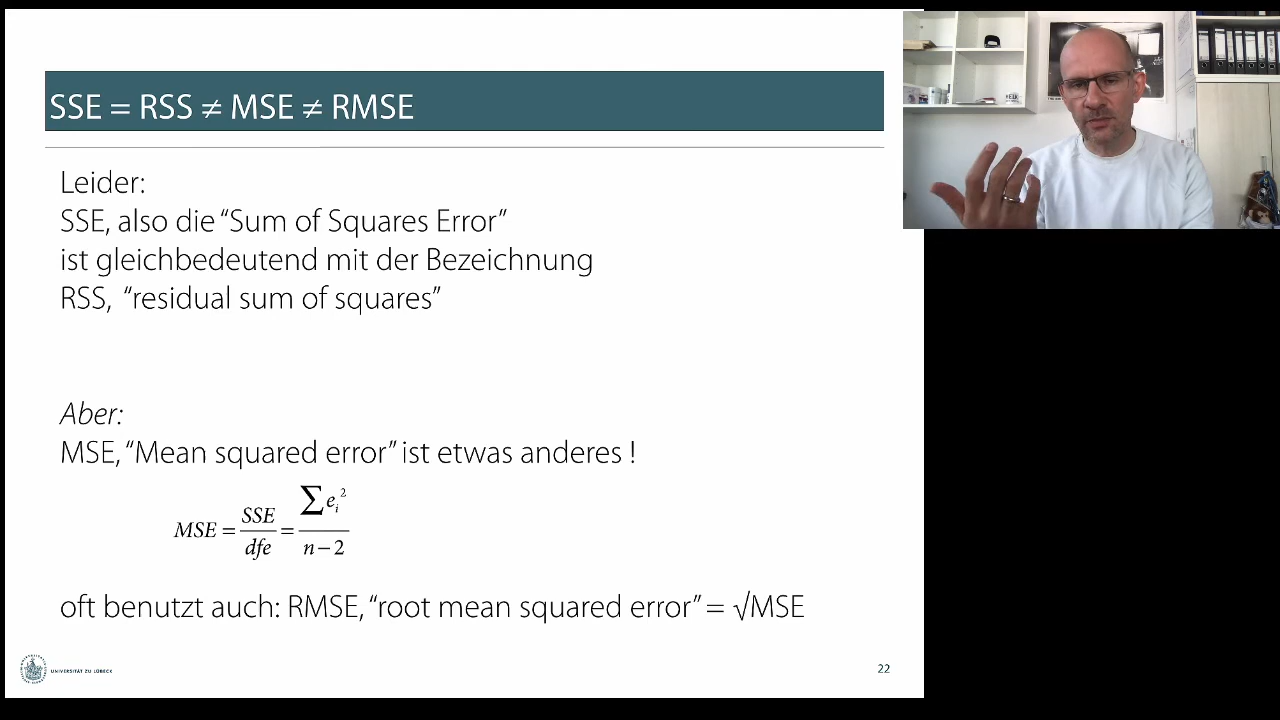 SSE = RSS ≠ MSE ≠ RMSE
Leider:
SSE, also die “Sum of Squares Error”
ist gleichbedeutend mit der Bezeichnung
RSS, “residual sum of squares”
Aber:
MSE, “Mean squared error” ist etwas anderes !
MSE = SSE/dfe = ∑e_i²/(n−2)
oft benutzt auch: RMSE, “root mean squared error” = √MSE
UNIVERSITÄT ZU LÜBECK
22